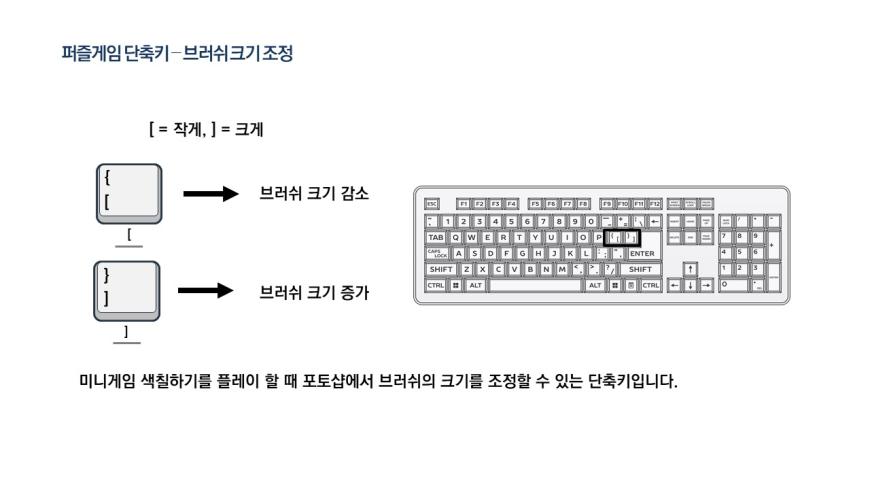 퍼즐게임 단축키 – 브러쉬 크기 조정
[ = 작게, ] = 크게
{
[
브러쉬 크기 감소
[
}
]
브러쉬 크기 증가
]
ESC F1 F2 F3 F4 F5 F6 F7 F8 F9 F10 F11 F12
1 2 3 4 5 6 7 8 9 0
TAB Q W E R T Y U I O P { [ } ]
7 8 9
CAPS LOCK A S D F G H J K L ENTER
4 5 6
SHIFT Z X C V B N M < , > . ? / SHIFT
1 2 3
CTRL ALT ALT CTRL
0
미니게임 색칠하기를 플레이 할 때 포토샵에서 브러쉬의 크기를 조정할 수 있는 단축키입니다.